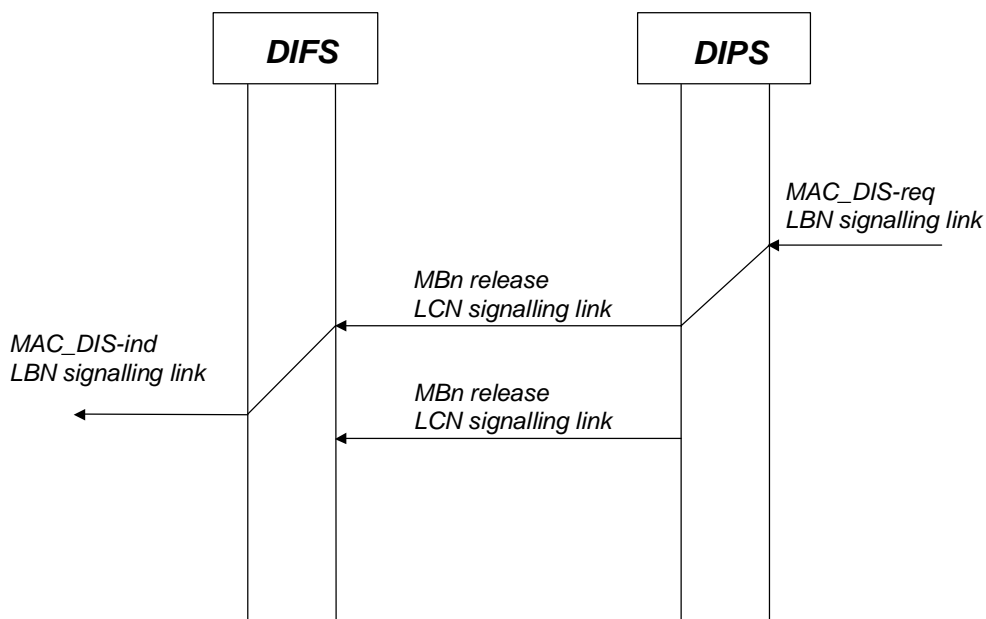 DIFS
DIPS
MAC_DIS-req
LBN signalling link
MBn release
LCN signalling link
MAC_DIS-ind
LBN signalling link
MBn release
LCN signalling link